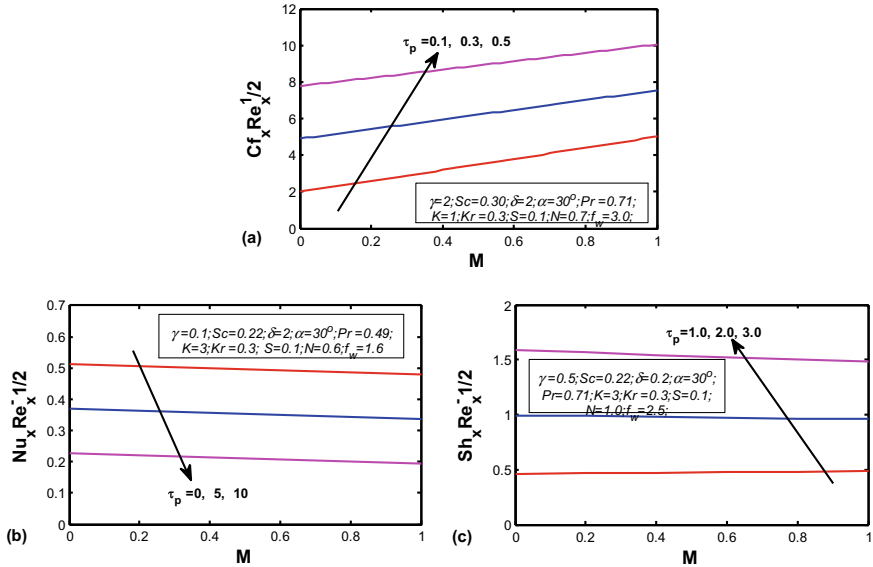 12
10
8
6
4
2
0
Cf_xRe_x^1/2
τ_p =0.1, 0.3, 0.5
γ=2;Sc=0.30;δ=2;α=30°;Pr=0.71;
K=1;Kr=0.3;S=0.1;N=0.7;f_w=3.0;
0 0.2 0.4 0.6 0.8 1
M
(a)
0.7
0.6
0.5
0.4
0.3
0.2
0.1
0
Nu_xRe_x^-1/2
γ=0.1;Sc=0.22;δ=2;α=30°;Pr=0.49;
K=3;Kr=0.3; S=0.1;N=0.6;f_w=1.6
τ_p =0, 5, 10
0 0.2 0.4 0.6 0.8 1
M
(b)
2
1.5
1
0.5
0
Sh_xRe_x^-1/2
τ_p=1.0, 2.0, 3.0
γ=0.5;Sc=0.22;δ=0.2;α=30°;
Pr=0.71;K=3;Kr=0.3;S=0.1;
N=1.0;f_w=2.5;
0 0.2 0.4 0.6 0.8 1
M
(c)